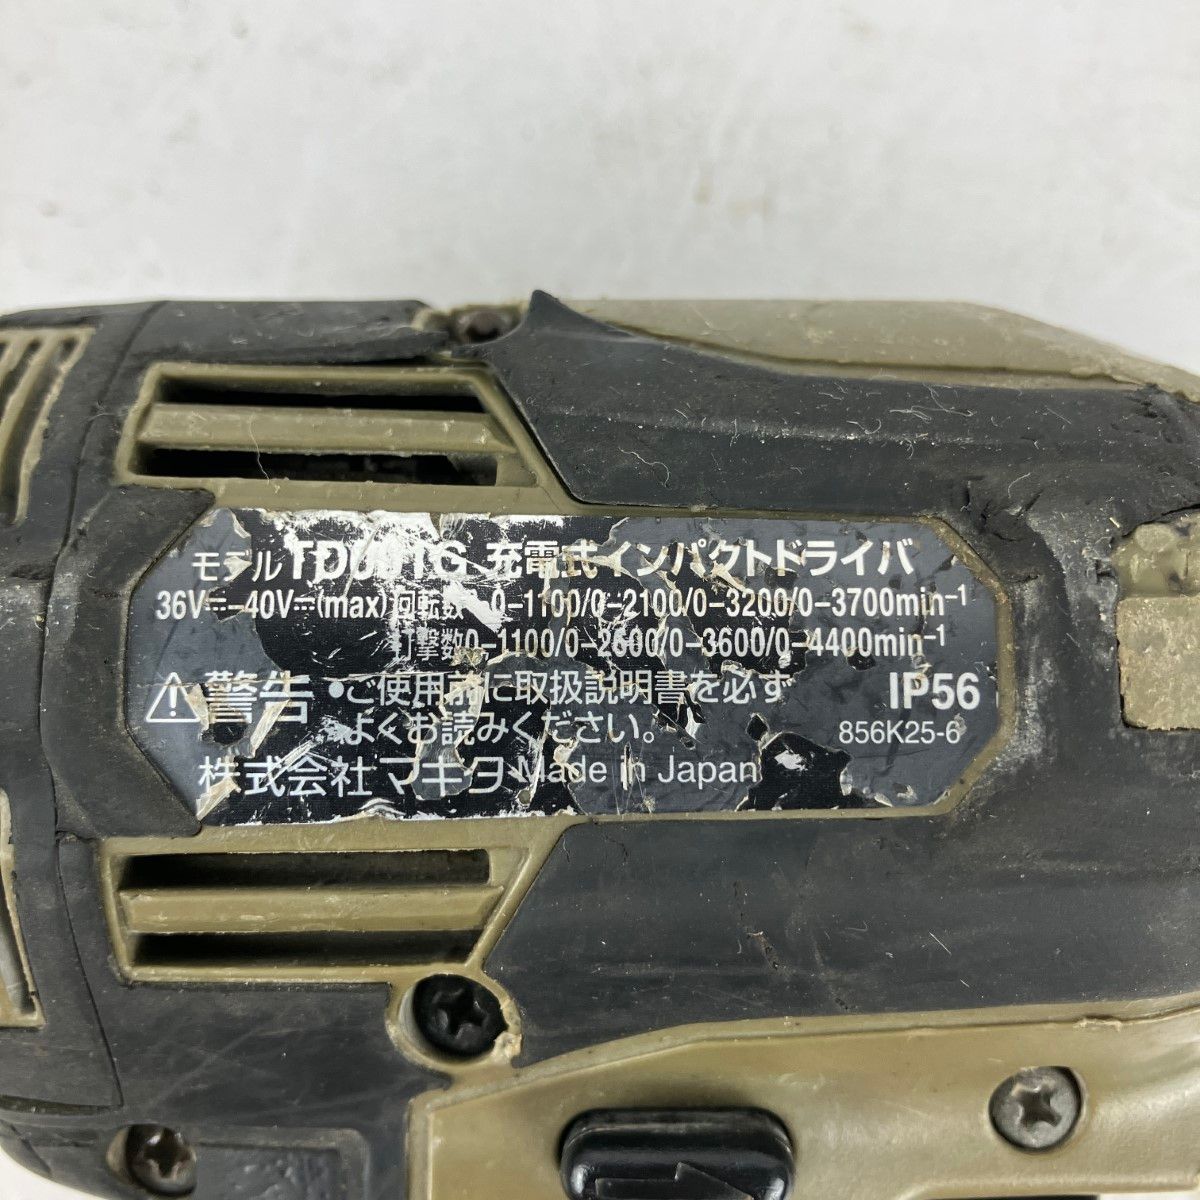 モデル TD001G 充電式インパクトドライバ
36V⎓-40V⎓(max) 回転数 0-1100/0-2100/0-3200/0-3700min-1
打撃数0-1100/0-2600/0-3600/0-4400min-1
⚠警告 •ご使用前に取扱説明書を必ず
よくお読みください。
IP56
856K25-6
株式会社マキタ Made in Japan